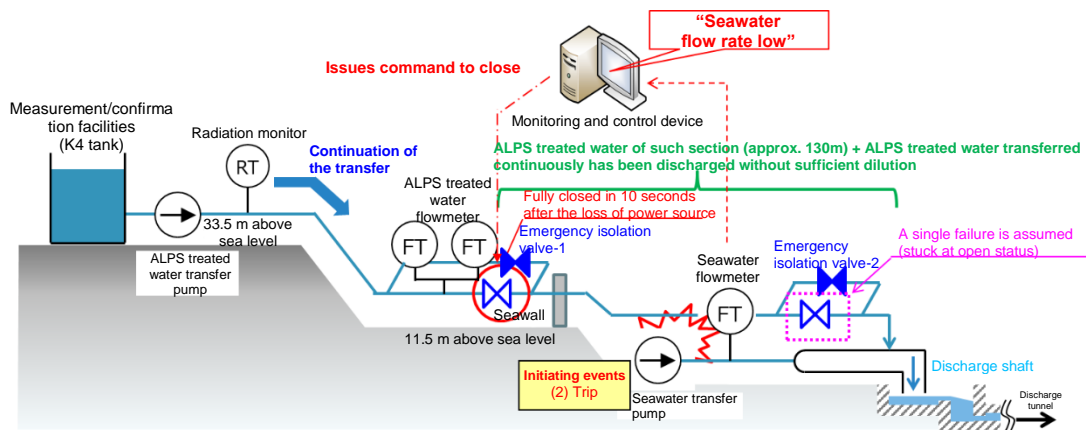 “Seawater
flow rate low”
Issues command to close
Measurement/confirma
tion facilities
(K4 tank)
Radiation monitor
RT
Continuation of
the transfer
Monitoring and control device
ALPS treated water of such section (approx. 130m) + ALPS treated water transferred
continuously has been discharged without sufficient dilution
ALPS treated
water
flowmeter
Fully closed in 10 seconds
after the loss of power source
33.5 m above
sea level
FT
FT
Emergency isolation
valve-1
Seawater
flowmeter
Emergency
isolation valve-2
A single failure is assumed
(stuck at open status)
ALPS treated
water transfer
pump
Seawall
FT
11.5 m above sea level
Initiating events
(2) Trip
Seawater transfer
pump
Discharge shaft
Discharge
tunnel